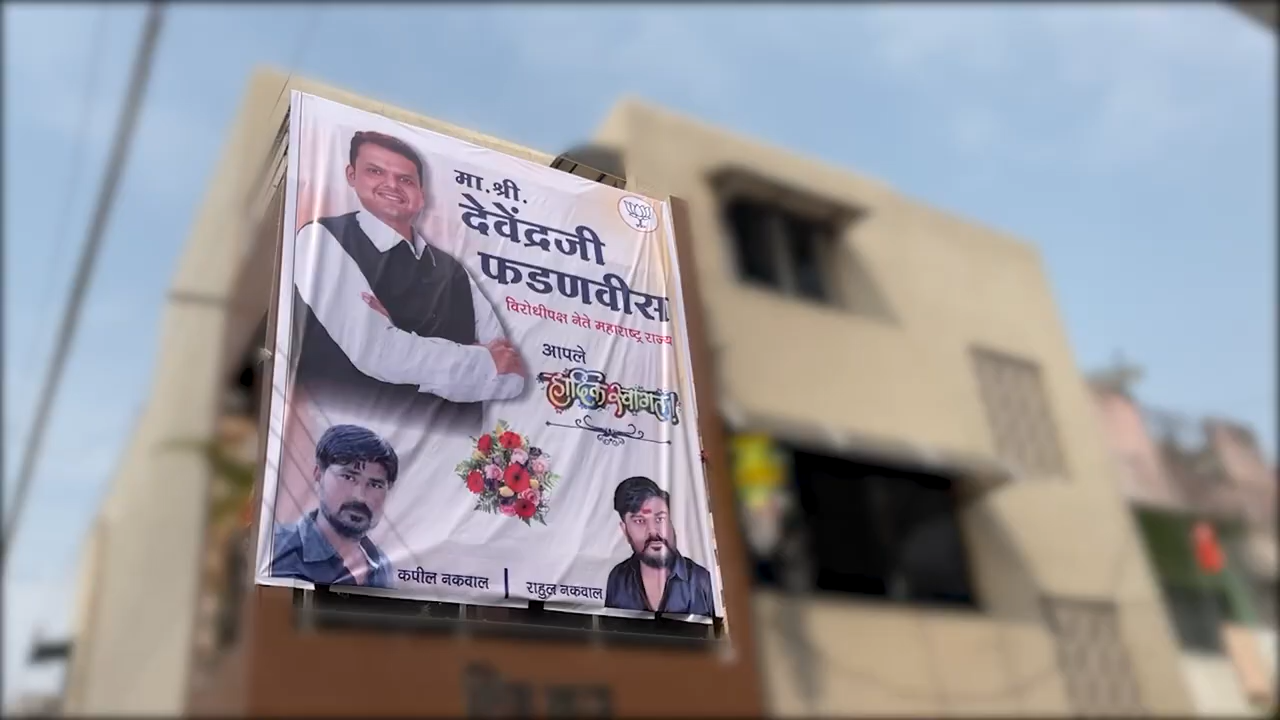 मा.श्री.
देवेंद्रजी
फडणवीस
विरोधीपक्ष नेते महाराष्ट्र राज्य
आपले
हार्दिक स्वागत!
कपील नकवाल | राहुल नकवाल